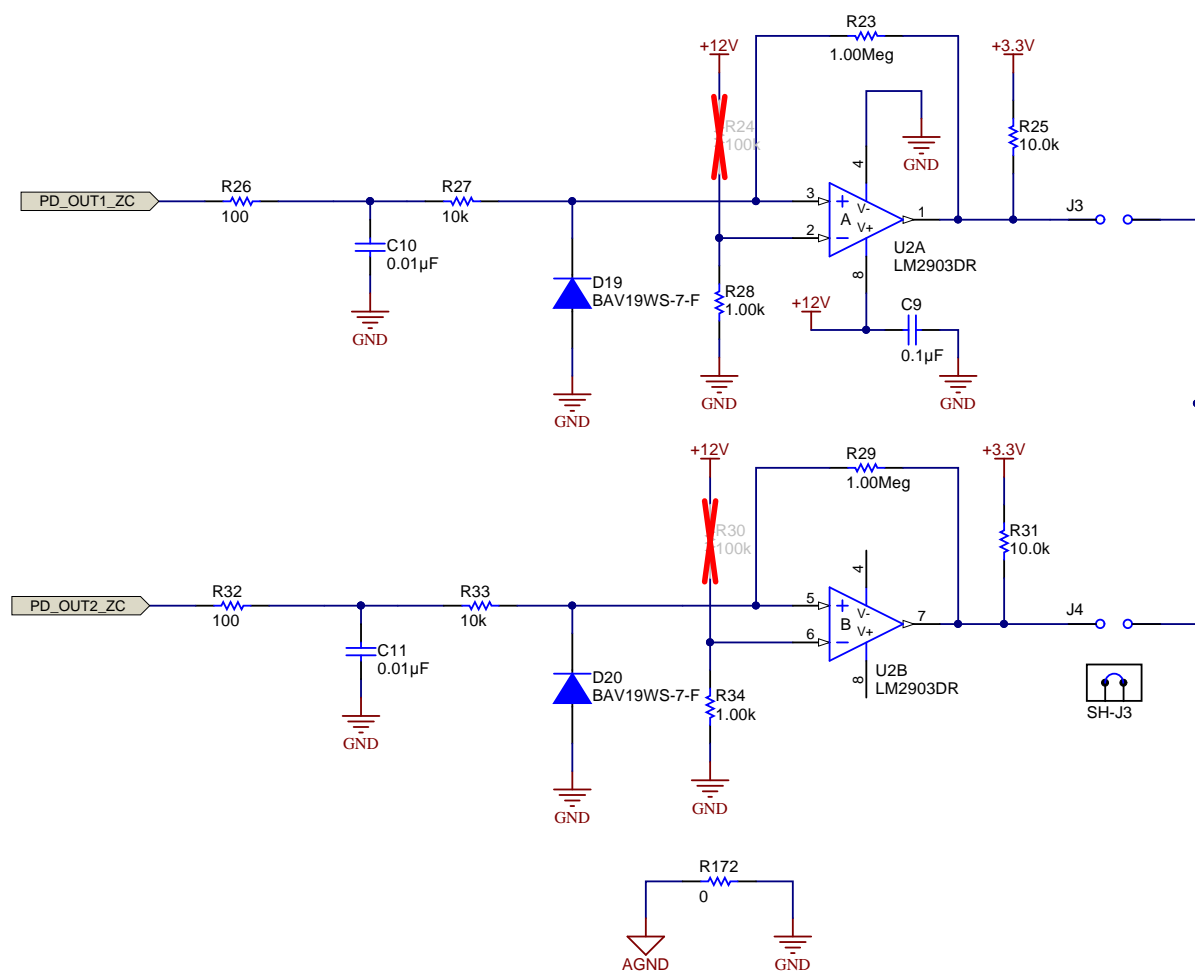 R23
1.00Meg
+12V
+3.3V
R24
100k
R25
10.0k
GND
4
PD_OUT1_ZC
R26
100
R27
10k
3
+
V-
A
1
J3
2
V+
−
U2A
LM2903DR
C10
0.01µF
8
D19
BAV19WS-7-F
R28
1.00k
+12V
C9
0.1µF
GND
GND
GND
GND
+12V
R29
1.00Meg
+3.3V
R30
100k
R31
10.0k
4
PD_OUT2_ZC
R32
100
R33
10k
5
+
V-
B
7
J4
6
V+
−
U2B
LM2903DR
C11
0.01µF
8
D20
BAV19WS-7-F
R34
1.00k
SH-J3
GND
GND
GND
R172
0
AGND
GND